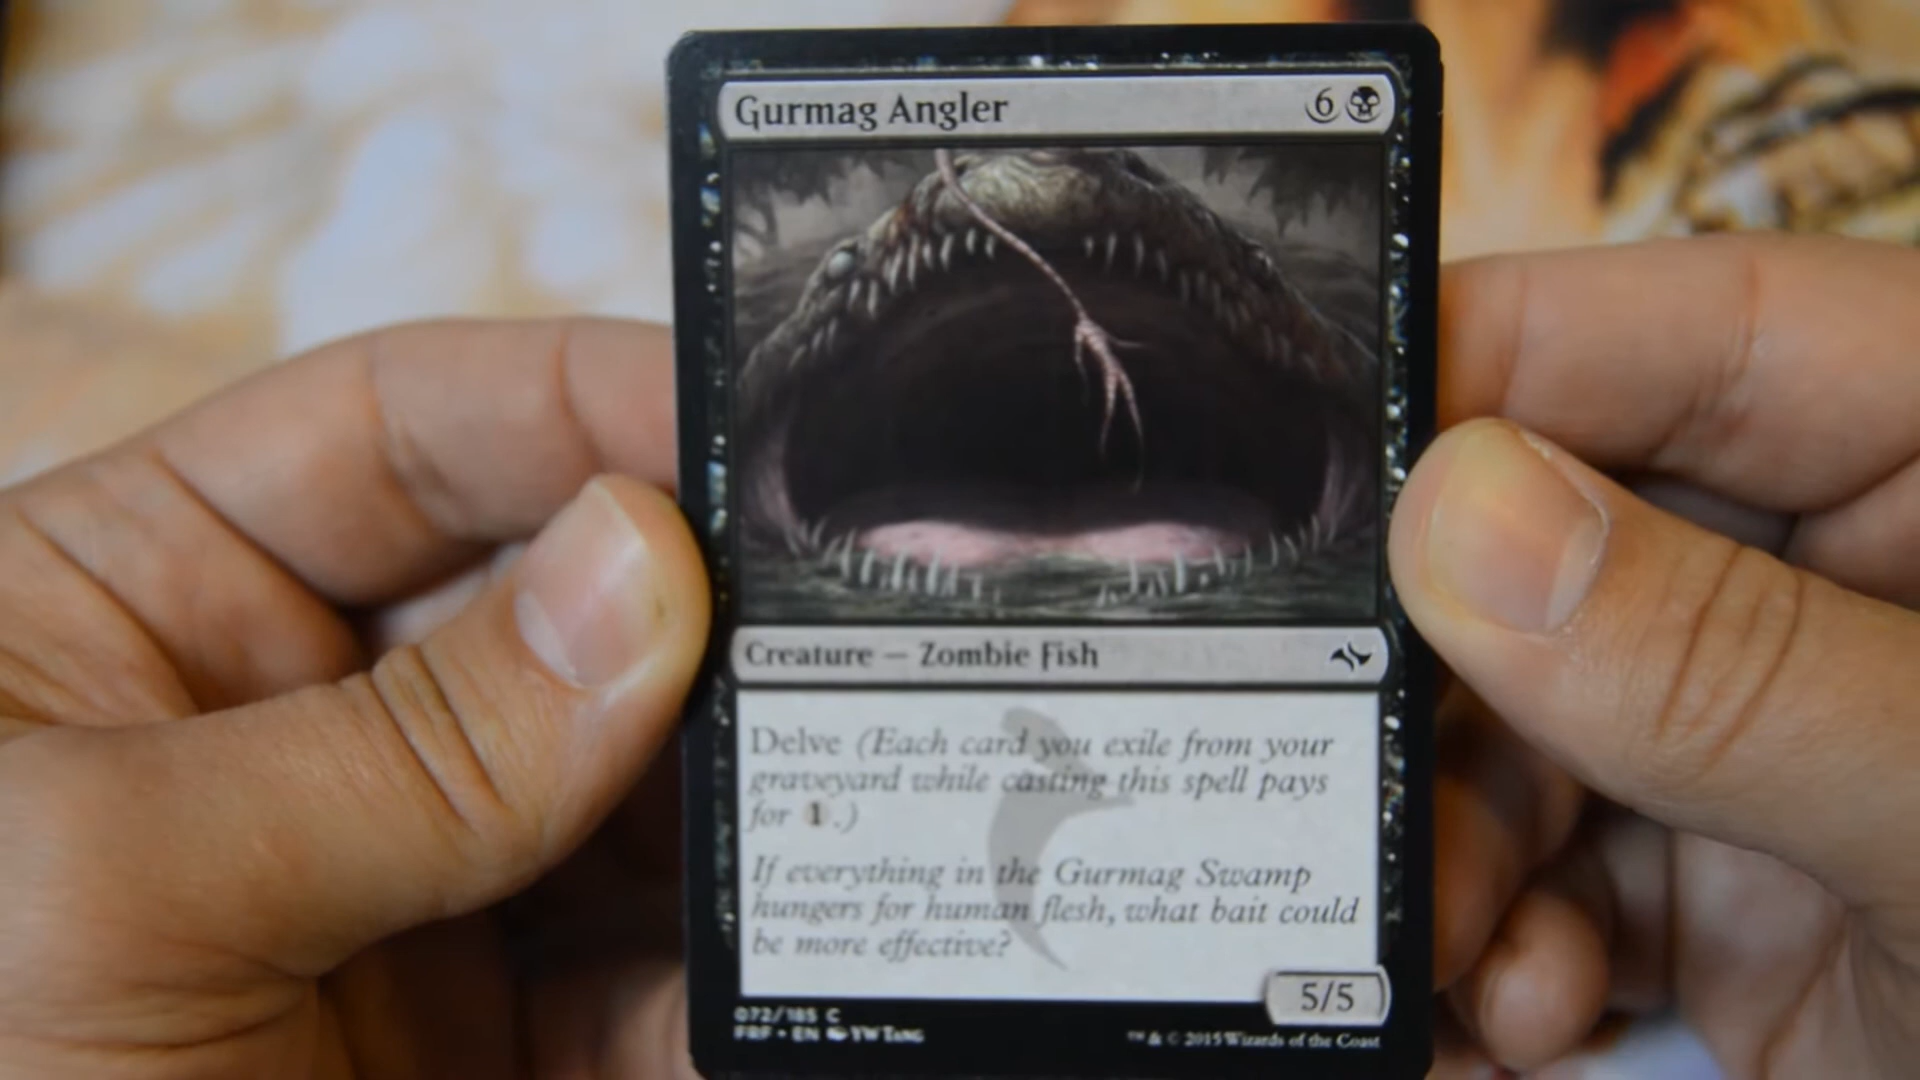 Gurmag Angler 6
Creature — Zombie Fish
Delve (Each card you exile from your
graveyard while casting this spell pays
for 1.)
If everything in the Gurmag Swamp
hungers for human flesh, what bait could
be more effective?
5/5
072/185 C
FRF • EN YW Tang
™ & © 2015 Wizards of the Coast